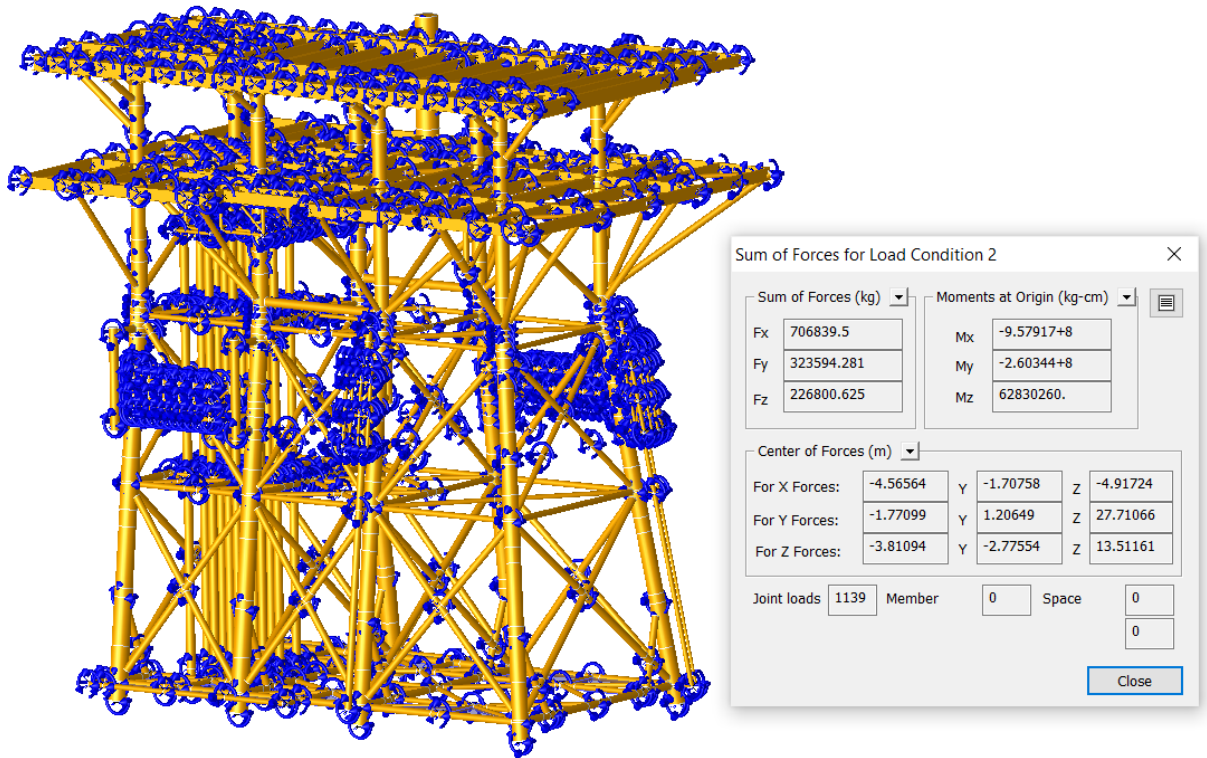 Sum of Forces for Load Condition 2
Sum of Forces (kg)
Fx 706839.5
Fy 323594.281
Fz 226800.625
Moments at Origin (kg-cm)
Mx -9.57917+8
My -2.60344+8
Mz 62830260.
Center of Forces (m)
For X Forces: -4.56564 Y -1.70758 Z -4.91724
For Y Forces: -1.77099 Y 1.20649 Z 27.71066
For Z Forces: -3.81094 Y -2.77554 Z 13.51161
Joint loads 1139 Member 0 Space 0
0
Close